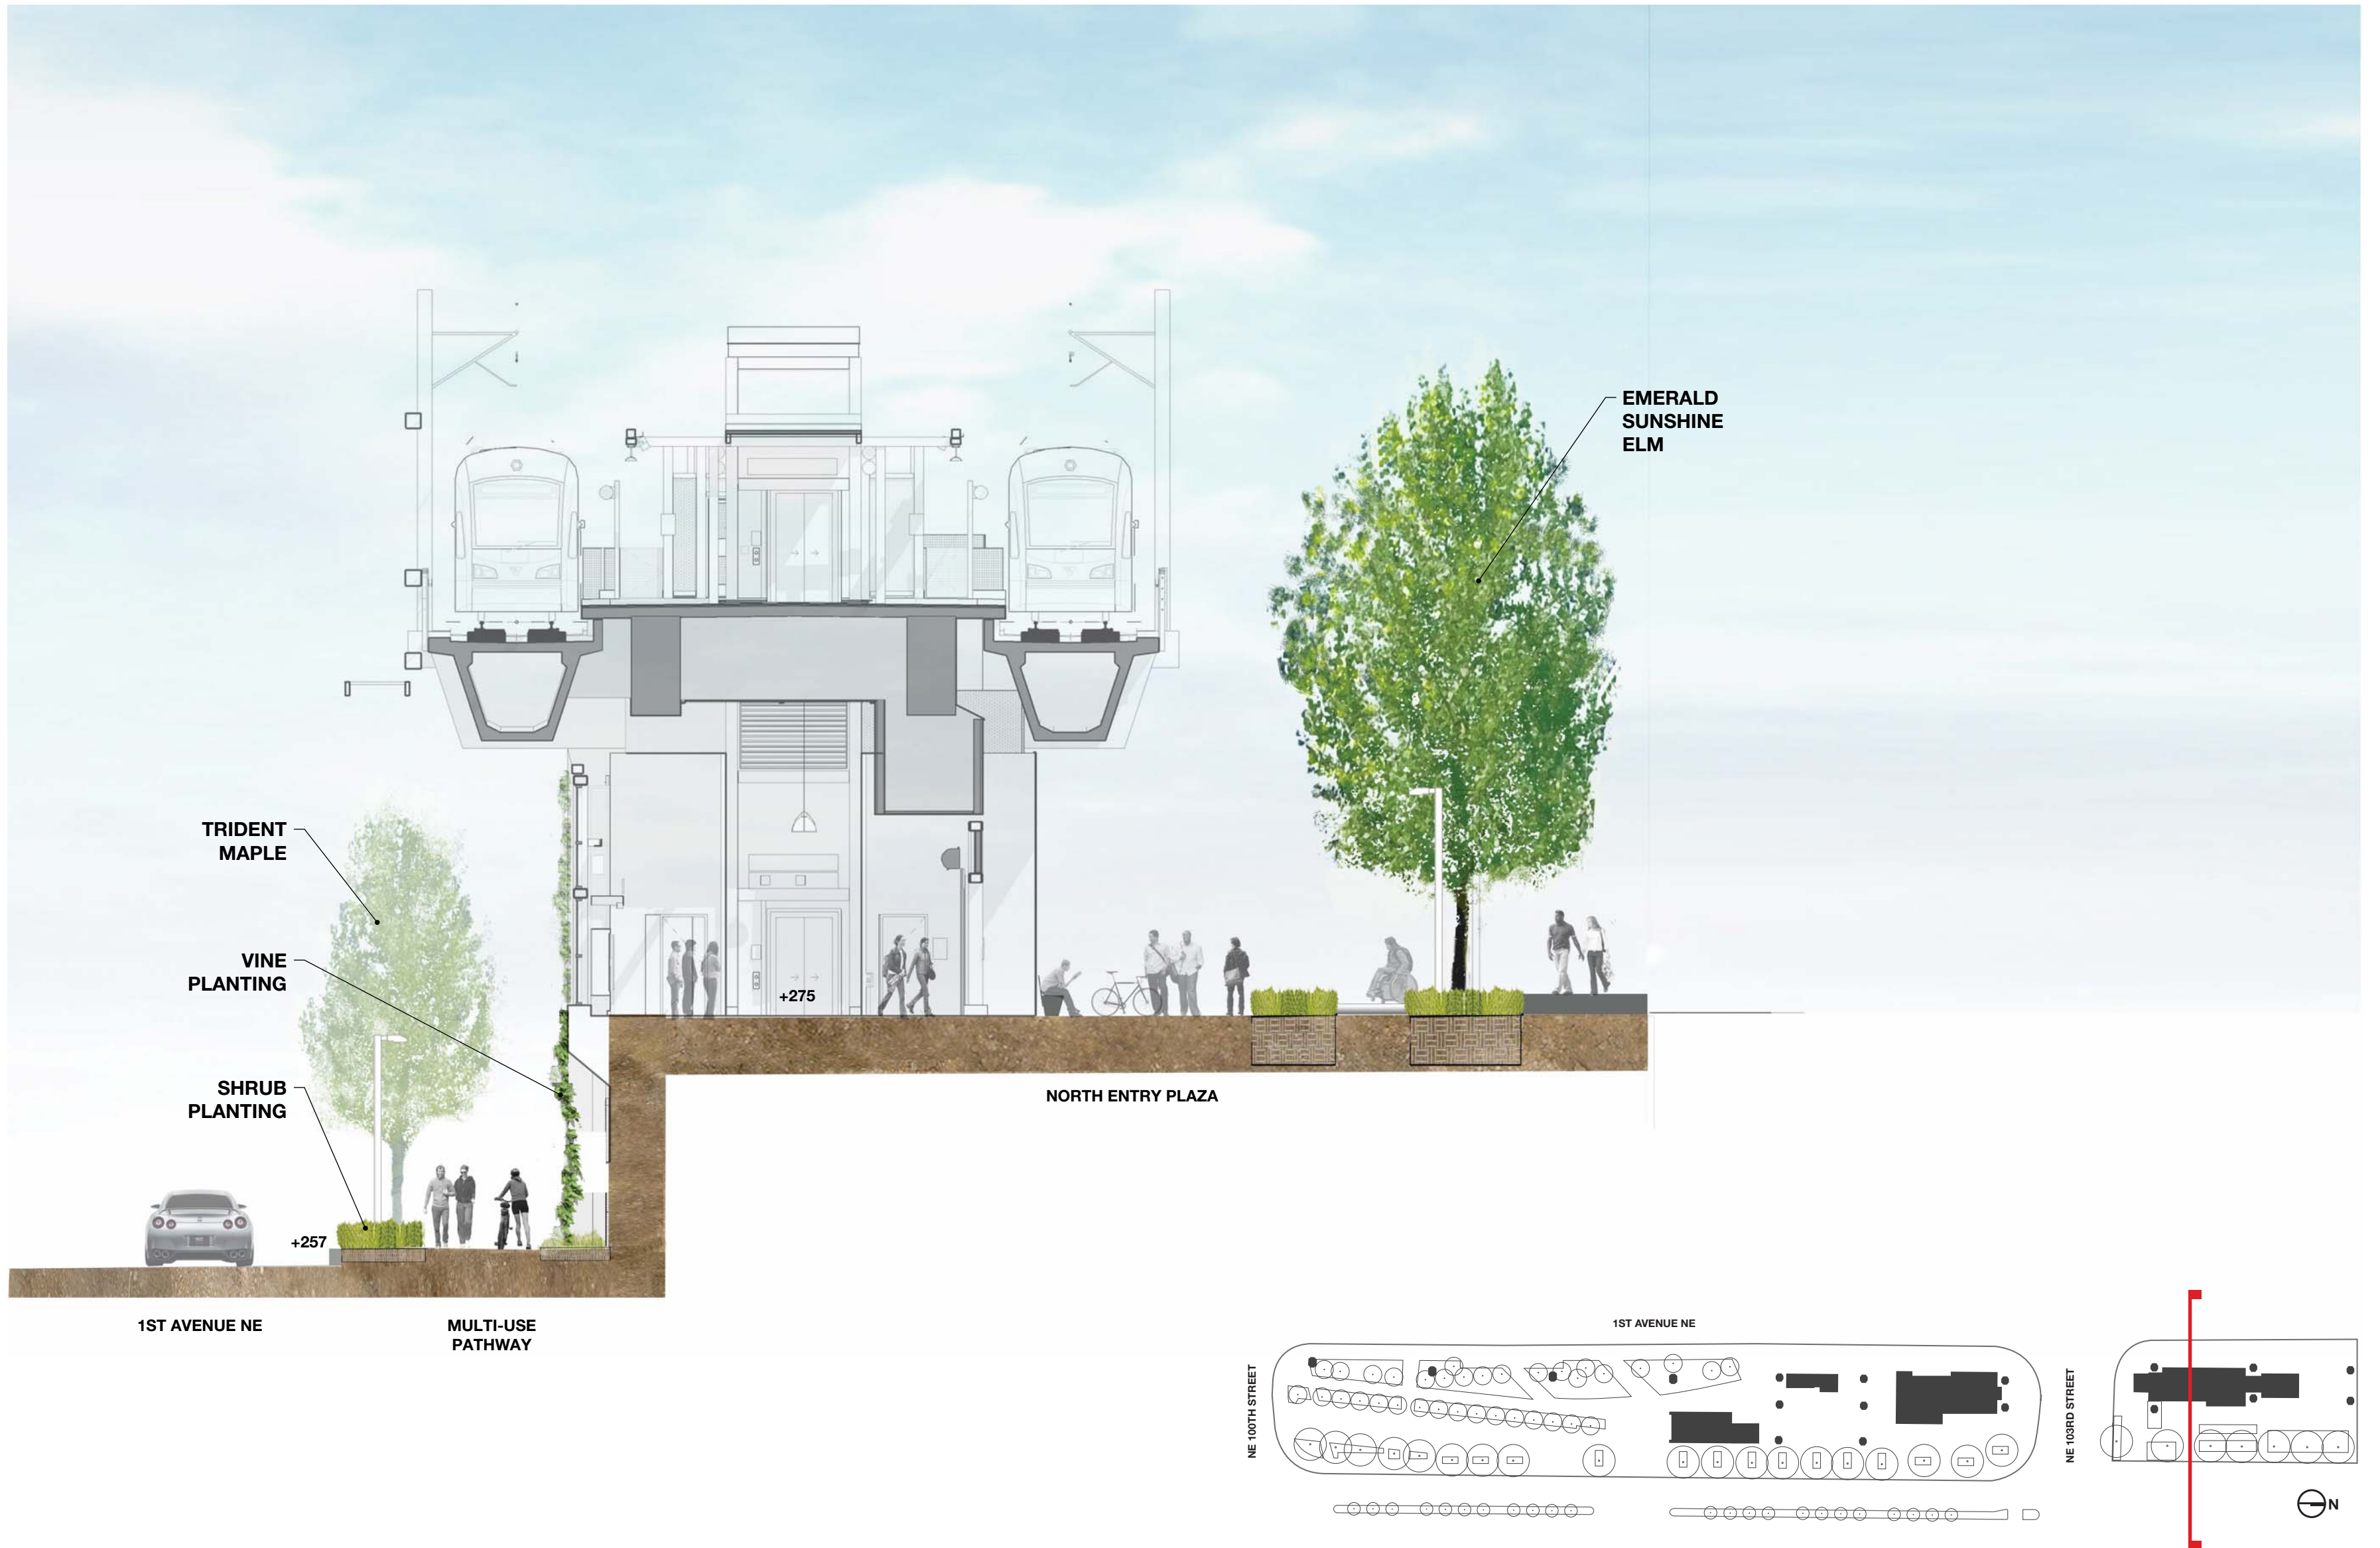 EMERALD
SUNSHINE
ELM
TRIDENT
MAPLE
VINE
PLANTING
+275
SHRUB
PLANTING
NORTH ENTRY PLAZA
+257
1ST AVENUE NE
MULTI-USE
PATHWAY
1ST AVENUE NE
NE 100TH STREET
NE 103RD STREET
N